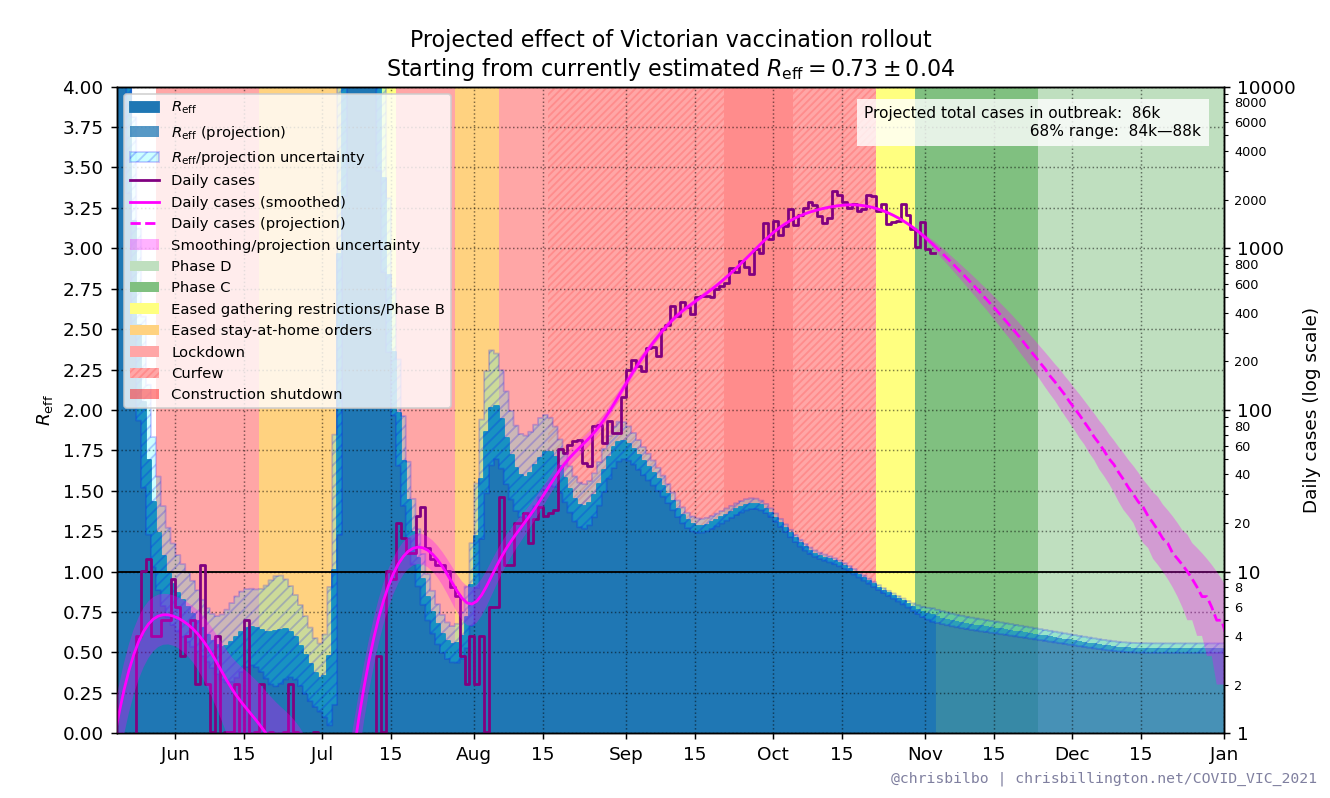 Projected effect of Victorian vaccination rollout
Starting from currently estimated Reff = 0.73 ± 0.04
Projected total cases in outbreak: 86k
68% range: 84k—88k
Reff
Reff (projection)
Reff/projection uncertainty
Daily cases
Daily cases (smoothed)
Daily cases (projection)
Smoothing/projection uncertainty
Phase D
Phase C
Eased gathering restrictions/Phase B
Eased stay-at-home orders
Lockdown
Curfew
Construction shutdown
Reff
4.00
3.75
3.50
3.25
3.00
2.75
2.50
2.25
2.00
1.75
1.50
1.25
1.00
0.75
0.50
0.25
0.00
10000
8000
6000
4000
2000
1000
800
600
400
200
100
80
60
40
20
10
8
6
4
2
1
Daily cases (log scale)
Jun 15 Jul 15 Aug 15 Sep 15 Oct 15 Nov 15 Dec 15 Jan
@chrisbilbo | chrisbillington.net/COVID_VIC_2021